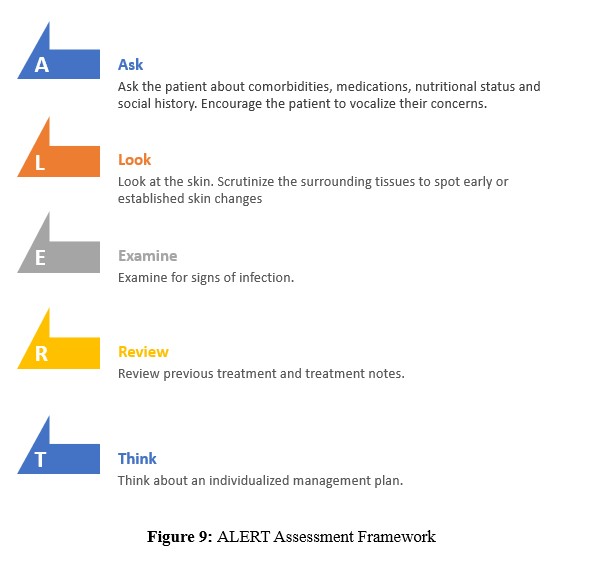 A
Ask
Ask the patient about comorbidities, medications, nutritional status and
social history. Encourage the patient to vocalize their concerns.
L
Look
Look at the skin. Scrutinize the surrounding tissues to spot early or
established skin changes
E
Examine
Examine for signs of infection.
R
Review
Review previous treatment and treatment notes.
T
Think
Think about an individualized management plan.
Figure 9: ALERT Assessment Framework